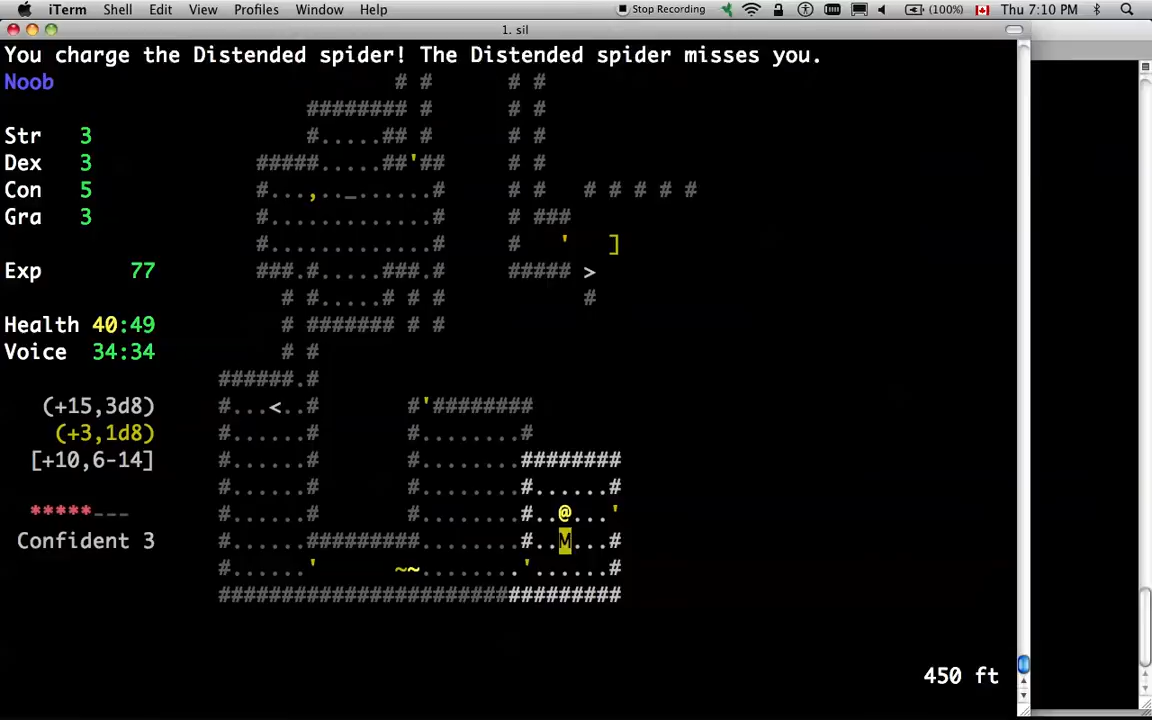 iTerm Shell Edit View Profiles Toolbelt Window Help Stop Recording (100%) Thu 7:10 PM
1. sil
You charge the Distended spider! The Distended spider misses you.
Noob # # # #
######## # # #
Str 3 #.....## # # #
Dex 3 #####.....##'## # #
Con 5 #...,._......# # # # # # # #
Gra 3 #............# # ###
#............# # ' ]
Exp 77 ###.#.....###.# ##### >
# #.....# # # #
Health 40:49 # ####### # #
Voice 34:34 # #
######.#
(+15,3d8) #...<..# #'########
(+3,1d8) #......# #........#
[+10,6-14] #......# #.......########
#......# #.......#......#
*****--- #......# #.......#..@...'
Confident 3 #......#########........#..M...#
#......' ~~........'......#
################################
450 ft